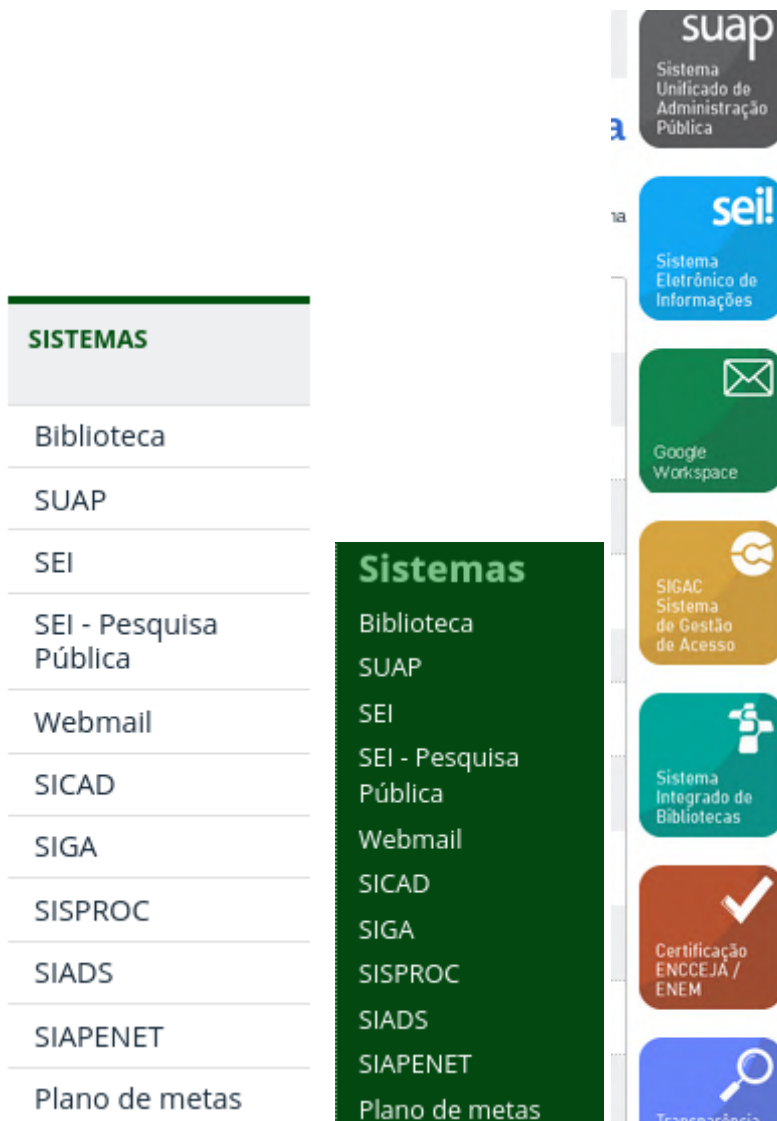 SISTEMAS
Biblioteca
SUAP
SEI
SEI - Pesquisa
Pública
Webmail
SICAD
SIGA
SISPROC
SIADS
SIAPENET
Plano de metas
Sistemas
Biblioteca
SUAP
SEI
SEI - Pesquisa
Pública
Webmail
SICAD
SIGA
SISPROC
SIADS
SIAPENET
Plano de metas
a
na
suap
Sistema
Unificado de
Administração
Pública
sei!
Sistema
Eletrônico de
Informações
Google
Workspace
SIGAC
Sistema
de Gestão
de Acesso
Sistema
Integrado de
Bibliotecas
Certificação
ENCCEJA /
ENEM
Transparência